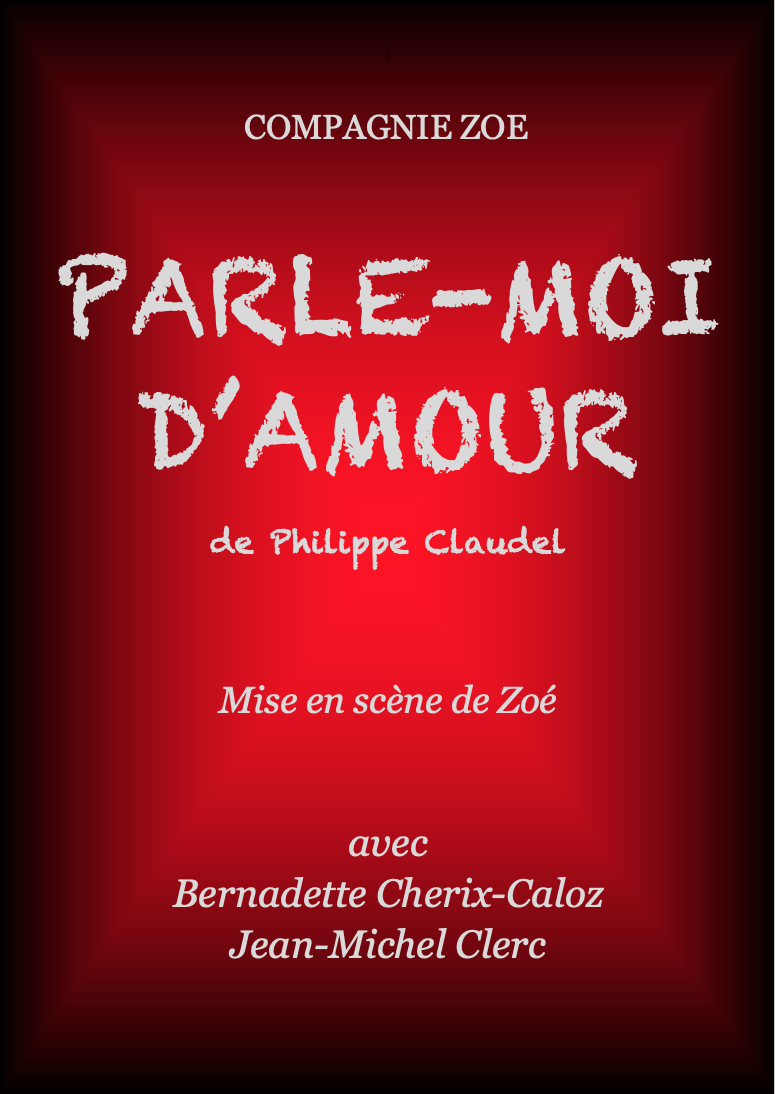 COMPAGNIE ZOE
PARLE-MOI
D'AMOUR
de Philippe Claudel
Mise en scène de Zoé
avec
Bernadette Cherix-Caloz
Jean-Michel Clerc